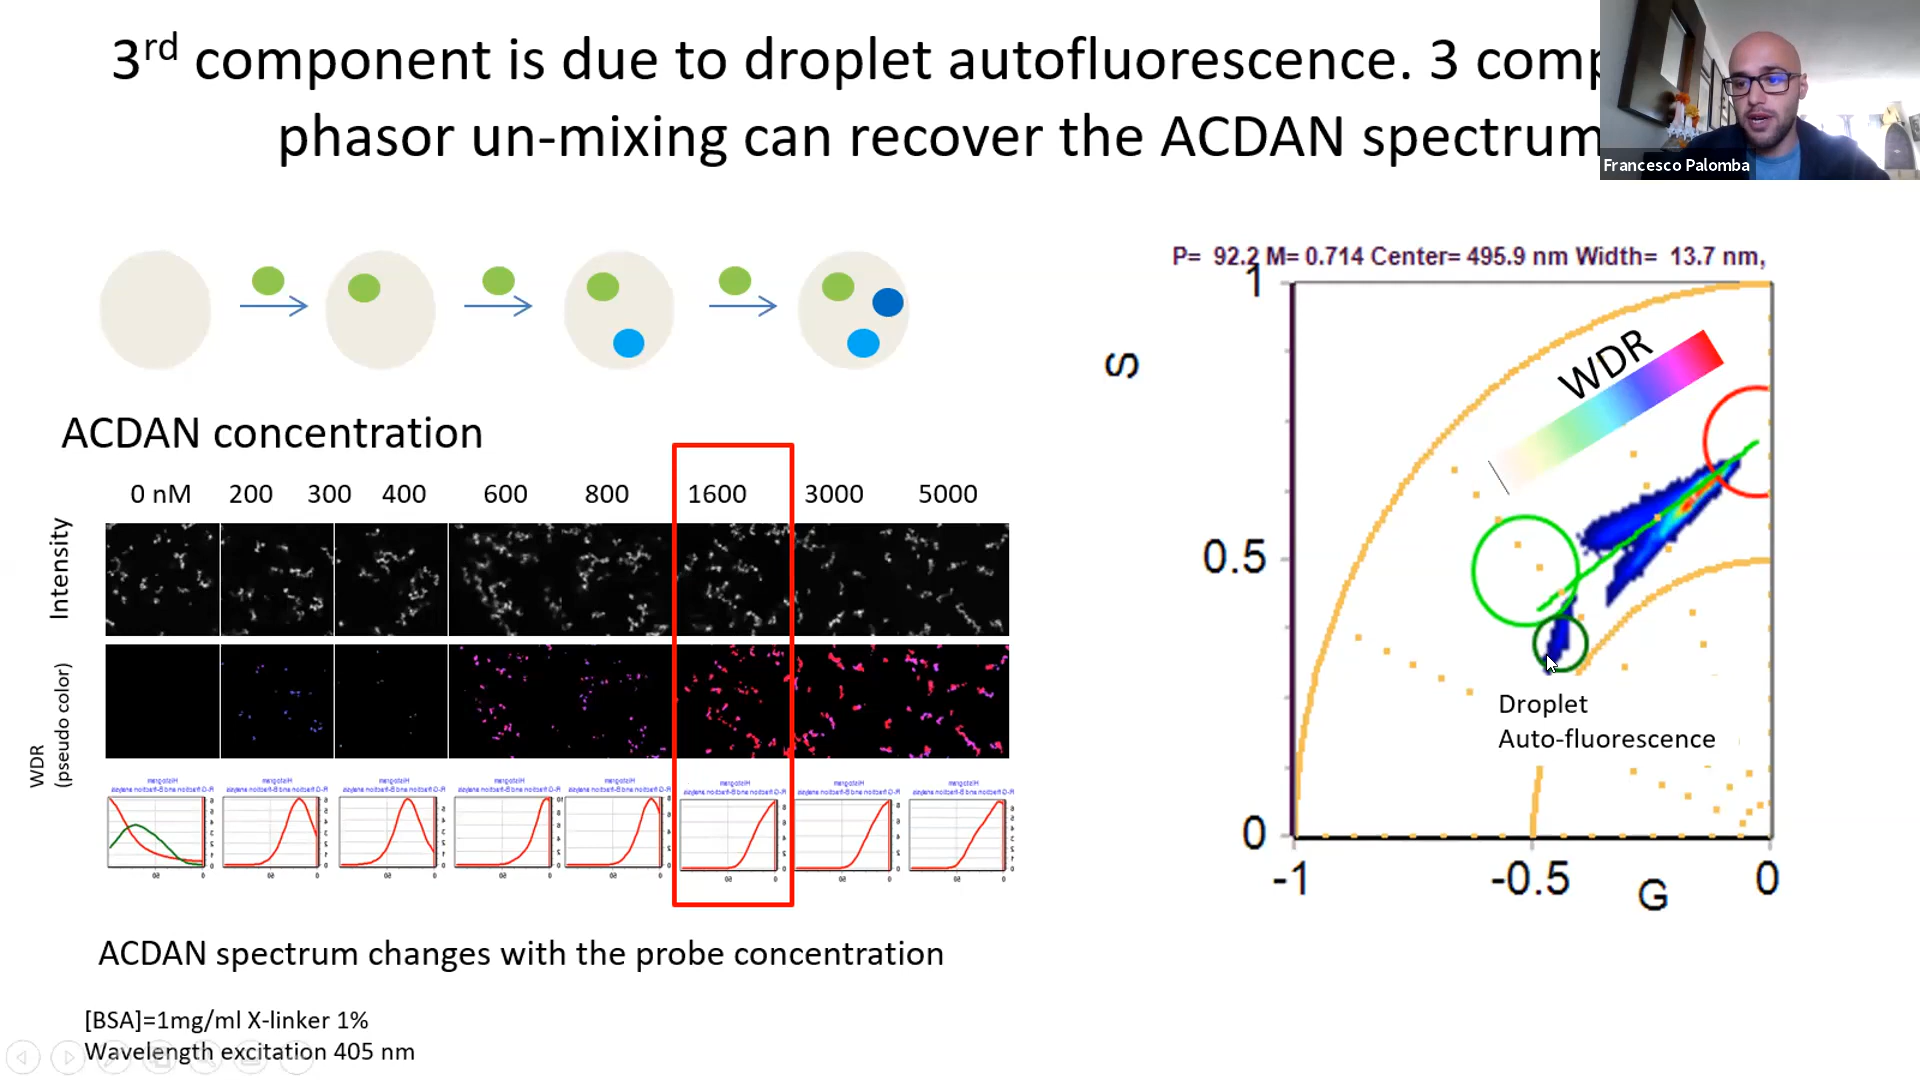 3rd component is due to droplet autofluorescence. 3 comp
phasor un-mixing can recover the ACDAN spectrum
Francesco Palomba
ACDAN concentration
0 nM 200 300 400 600 800 1600 3000 5000
Intensity
WDR
(pseudo color)
ACDAN spectrum changes with the probe concentration
[BSA]=1mg/ml X-linker 1%
Wavelength excitation 405 nm
P= 92.2 M= 0.714 Center= 495.9 nm Width= 13.7 nm,
1
S
WDR
0.5
Droplet
Auto-fluorescence
0
-1 -0.5 G 0